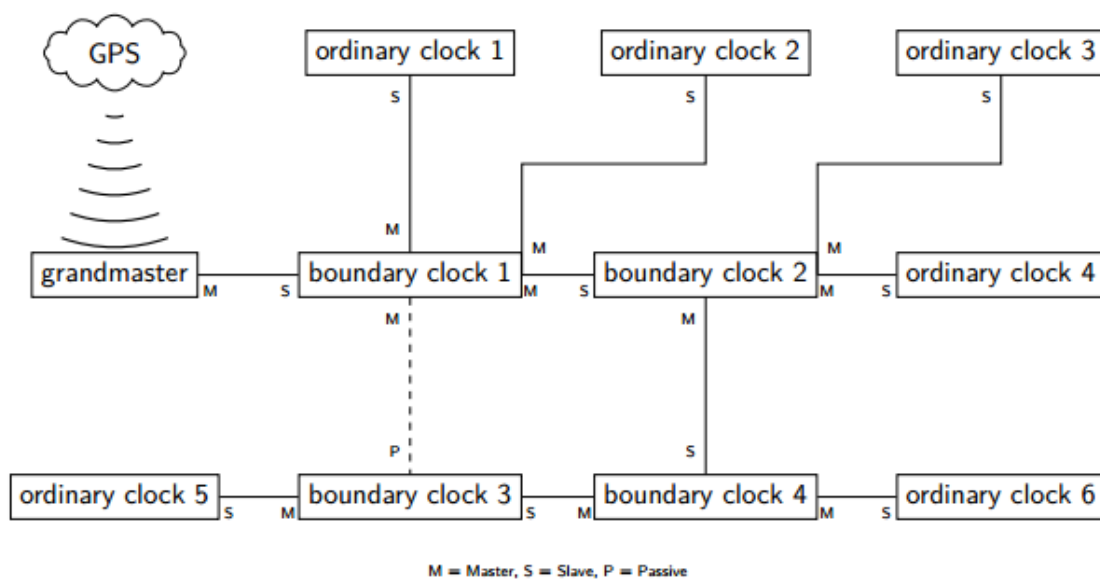 GPS
ordinary clock 1
ordinary clock 2
ordinary clock 3
S
S
S
M
M
M
grandmaster
boundary clock 1
boundary clock 2
ordinary clock 4
M
S
M
S
M
S
M
M
P
S
ordinary clock 5
boundary clock 3
boundary clock 4
ordinary clock 6
S
M
S
M
M
S
M = Master, S = Slave, P = Passive